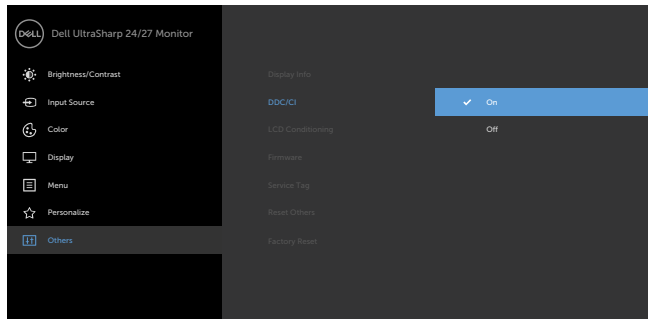 DELL
Dell UltraSharp 24/27 Monitor
Brightness/Contrast
Display Info
Input Source
DDC/CI
On
Color
LCD Conditioning
Off
Display
Firmware
Menu
Service Tag
Personalize
Reset Others
Others
Factory Reset